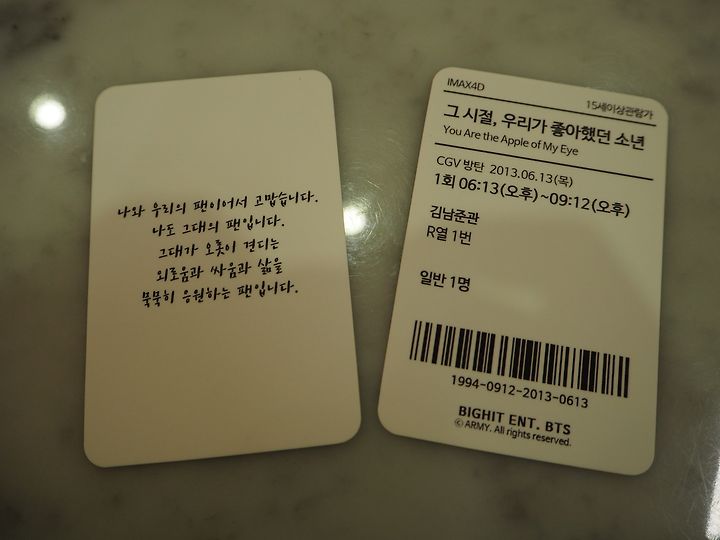 나와 우리의 팬이어서 고맙습니다.
나도 그대의 팬입니다.
그대가 오롯이 견디는
외로움과 싸움과 삶을
묵묵히 응원하는 팬입니다.
IMAX4D
15세이상관람가
그 시절, 우리가 좋아했던 소년
You Are the Apple of My Eye
CGV 방탄 2013.06.13(목)
1회 06:13(오후)~09:12(오후)
김남준관
R열 1번
일반 1명
1994-0912-2013-0613
BIGHIT ENT. BTS
ⓒ ARMY. All rights reserved.